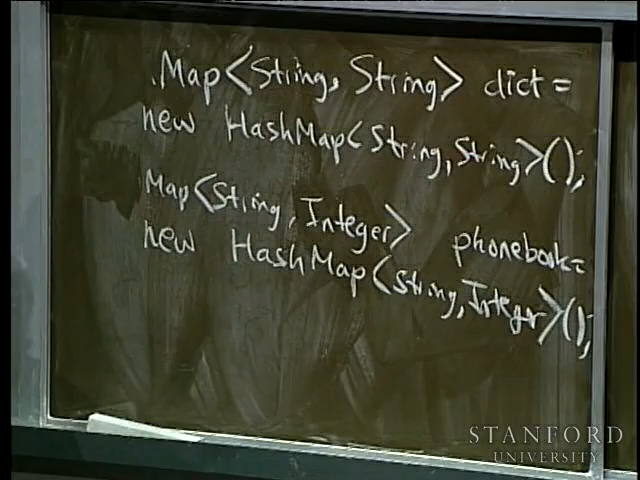 Map<String, String> dict =
new HashMap<String, String>();
Map<String, Integer> phonebook=
new HashMap<String, Integer>();
STANFORD
UNIVERSITY